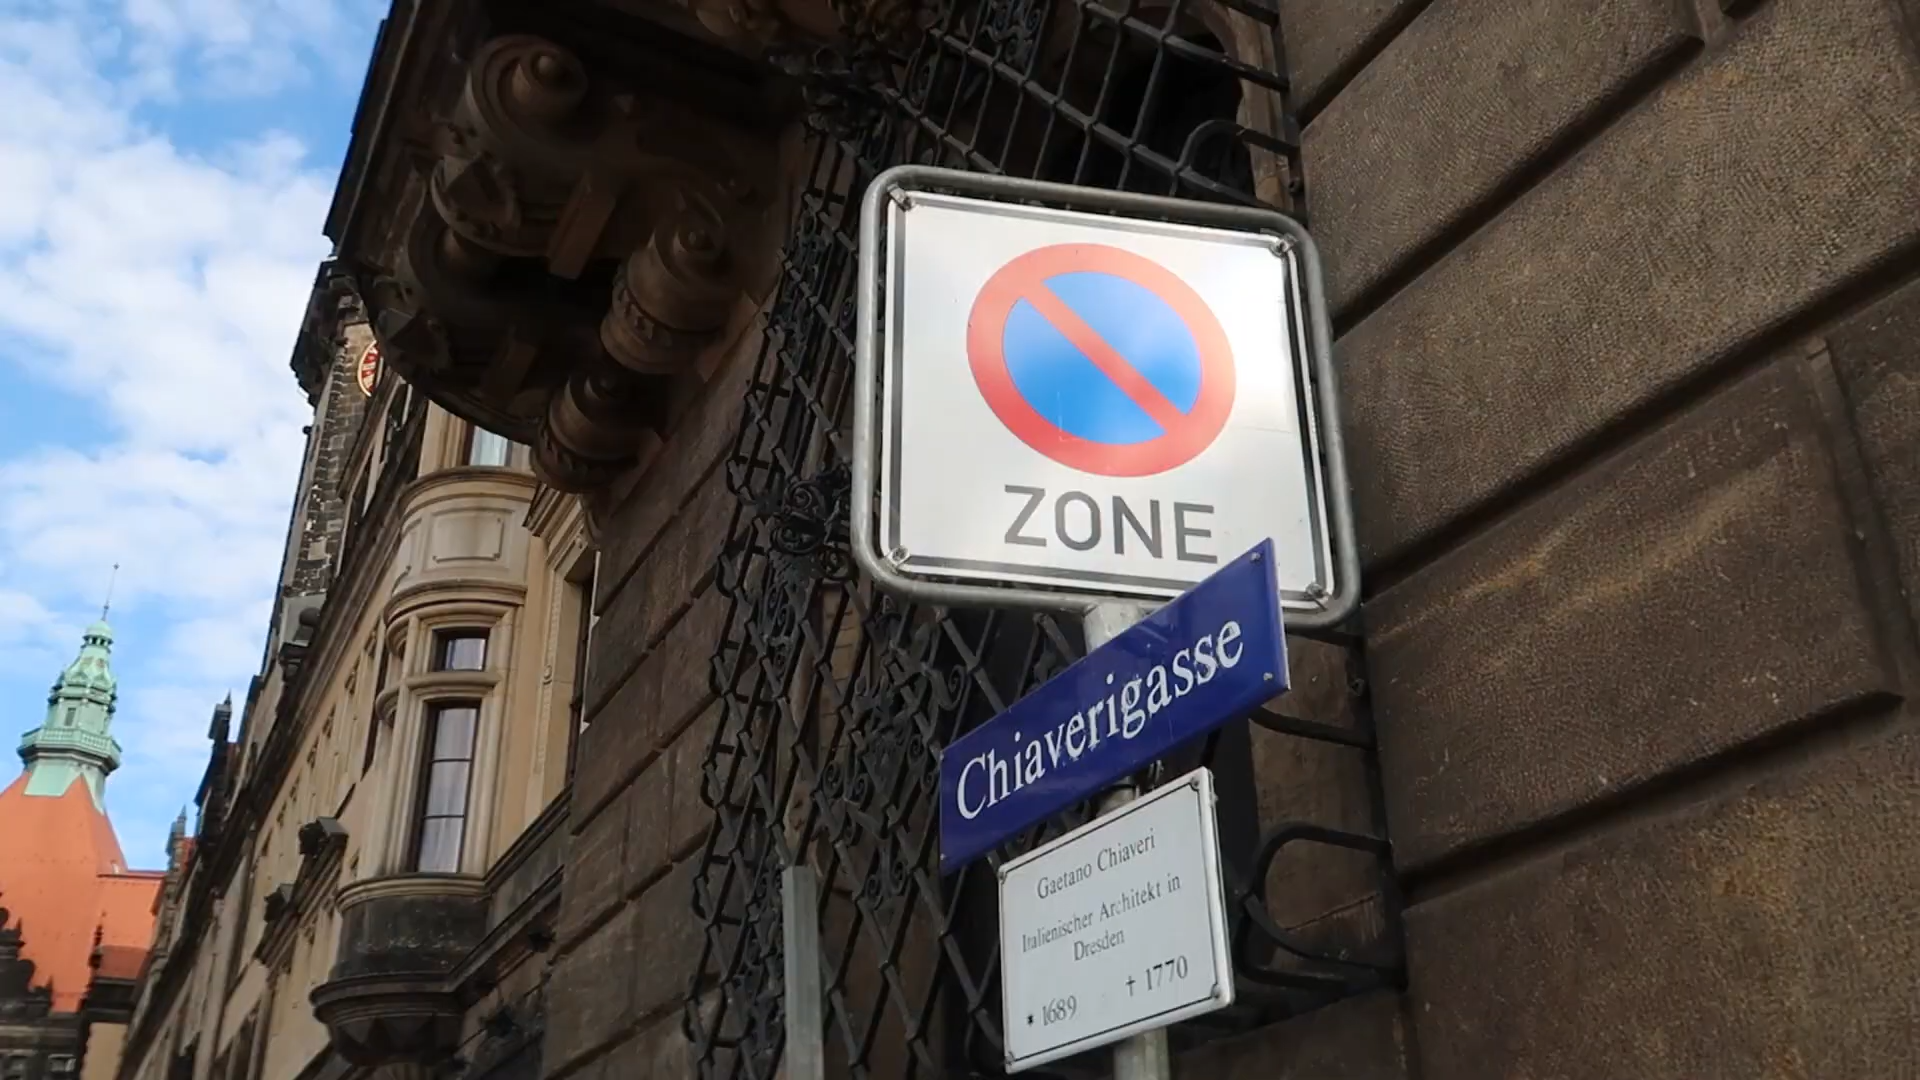 ZONE
Chiaverigasse
Gaetano Chiaveri
Italienischer Architekt in
Dresden
* 1689 † 1770